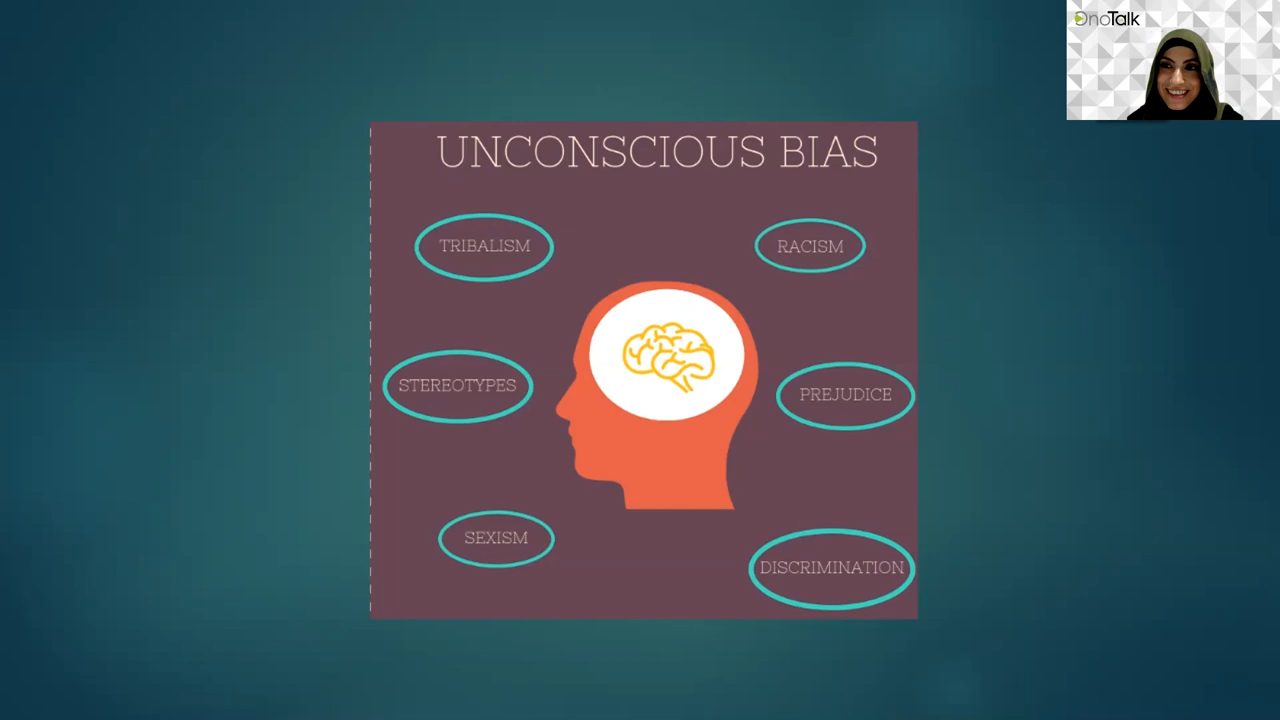 OnoTalk
UNCONSCIOUS BIAS
TRIBALISM
RACISM
STEREOTYPES
PREJUDICE
SEXISM
DISCRIMINATION